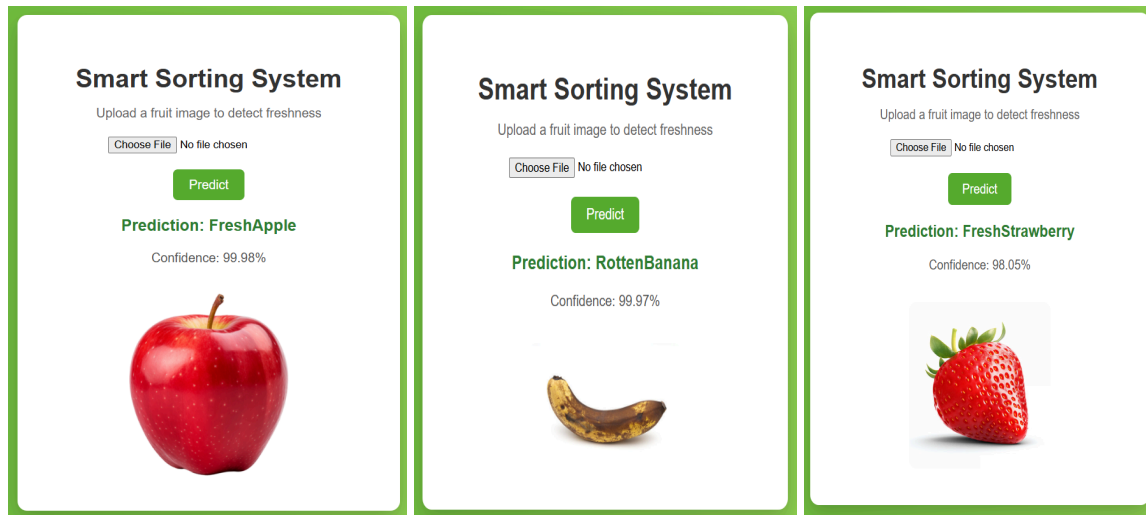 Smart Sorting System
Upload a fruit image to detect freshness
Choose File No file chosen
Predict
Prediction: FreshApple
Confidence: 99.98%
Smart Sorting System
Upload a fruit image to detect freshness
Choose File No file chosen
Predict
Prediction: RottenBanana
Confidence: 99.97%
Smart Sorting System
Upload a fruit image to detect freshness
Choose File No file chosen
Predict
Prediction: FreshStrawberry
Confidence: 98.05%